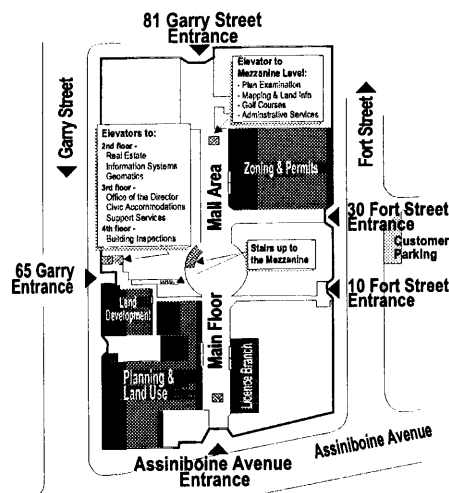 81 Garry Street
Entrance
Elevator to
Mezzanine Level:
- Plan Examination
- Mapping & Land Info
- Golf Courses
- Adminstrative Services
Garry Street
Fort Street
Elevators to:
2nd floor -
Real Estate
Information Systems
Geomatics
3rd floor -
Office of the Director
Civic Accommodations
Support Services
4th floor -
Building Inspections
Mall Area
Zoning & Permits
30 Fort Street
Entrance
Customer
Parking
Stairs up to
the Mezzanine
65 Garry
Entrance
10 Fort Street
Entrance
Land
Development
Main Floor
Planning &
Land Use
Licence Branch
Assiniboine Avenue
Entrance
Assiniboine Avenue